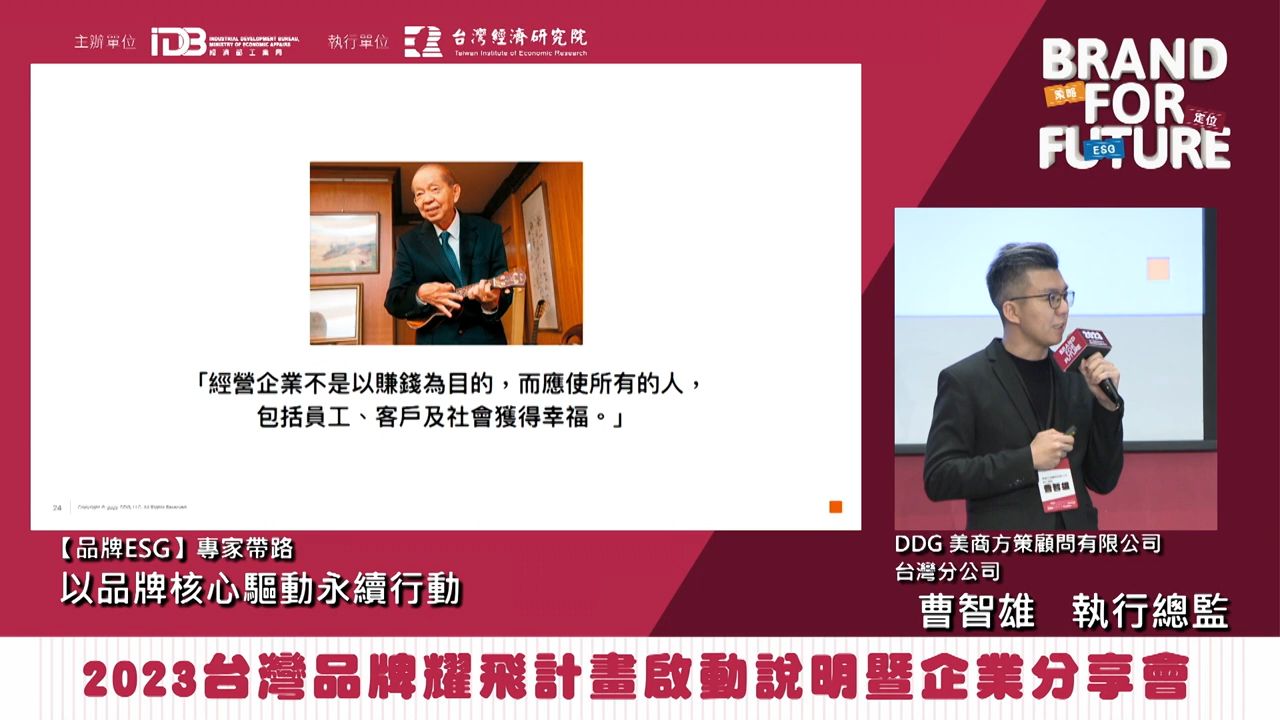 主辦單位
IDB
INDUSTRIAL DEVELOPMENT BUREAU,
MINISTRY OF ECONOMIC AFFAIRS
經濟部工業局
執行單位
台灣經濟研究院
Taiwan Institute of Economic Research
BRAND
策略
FOR
定位
FUTURE
ESG
「經營企業不是以賺錢為目的，而應使所有的人，
包括員工、客戶及社會獲得幸福。」
24
BRAND
FOR
FUTURE
曹智雄
【品牌ESG】專家帶路
以品牌核心驅動永續行動
DDG 美商方策顧問有限公司
台灣分公司
曹智雄 執行總監
2023台灣品牌耀飛計畫啟動說明暨企業分享會